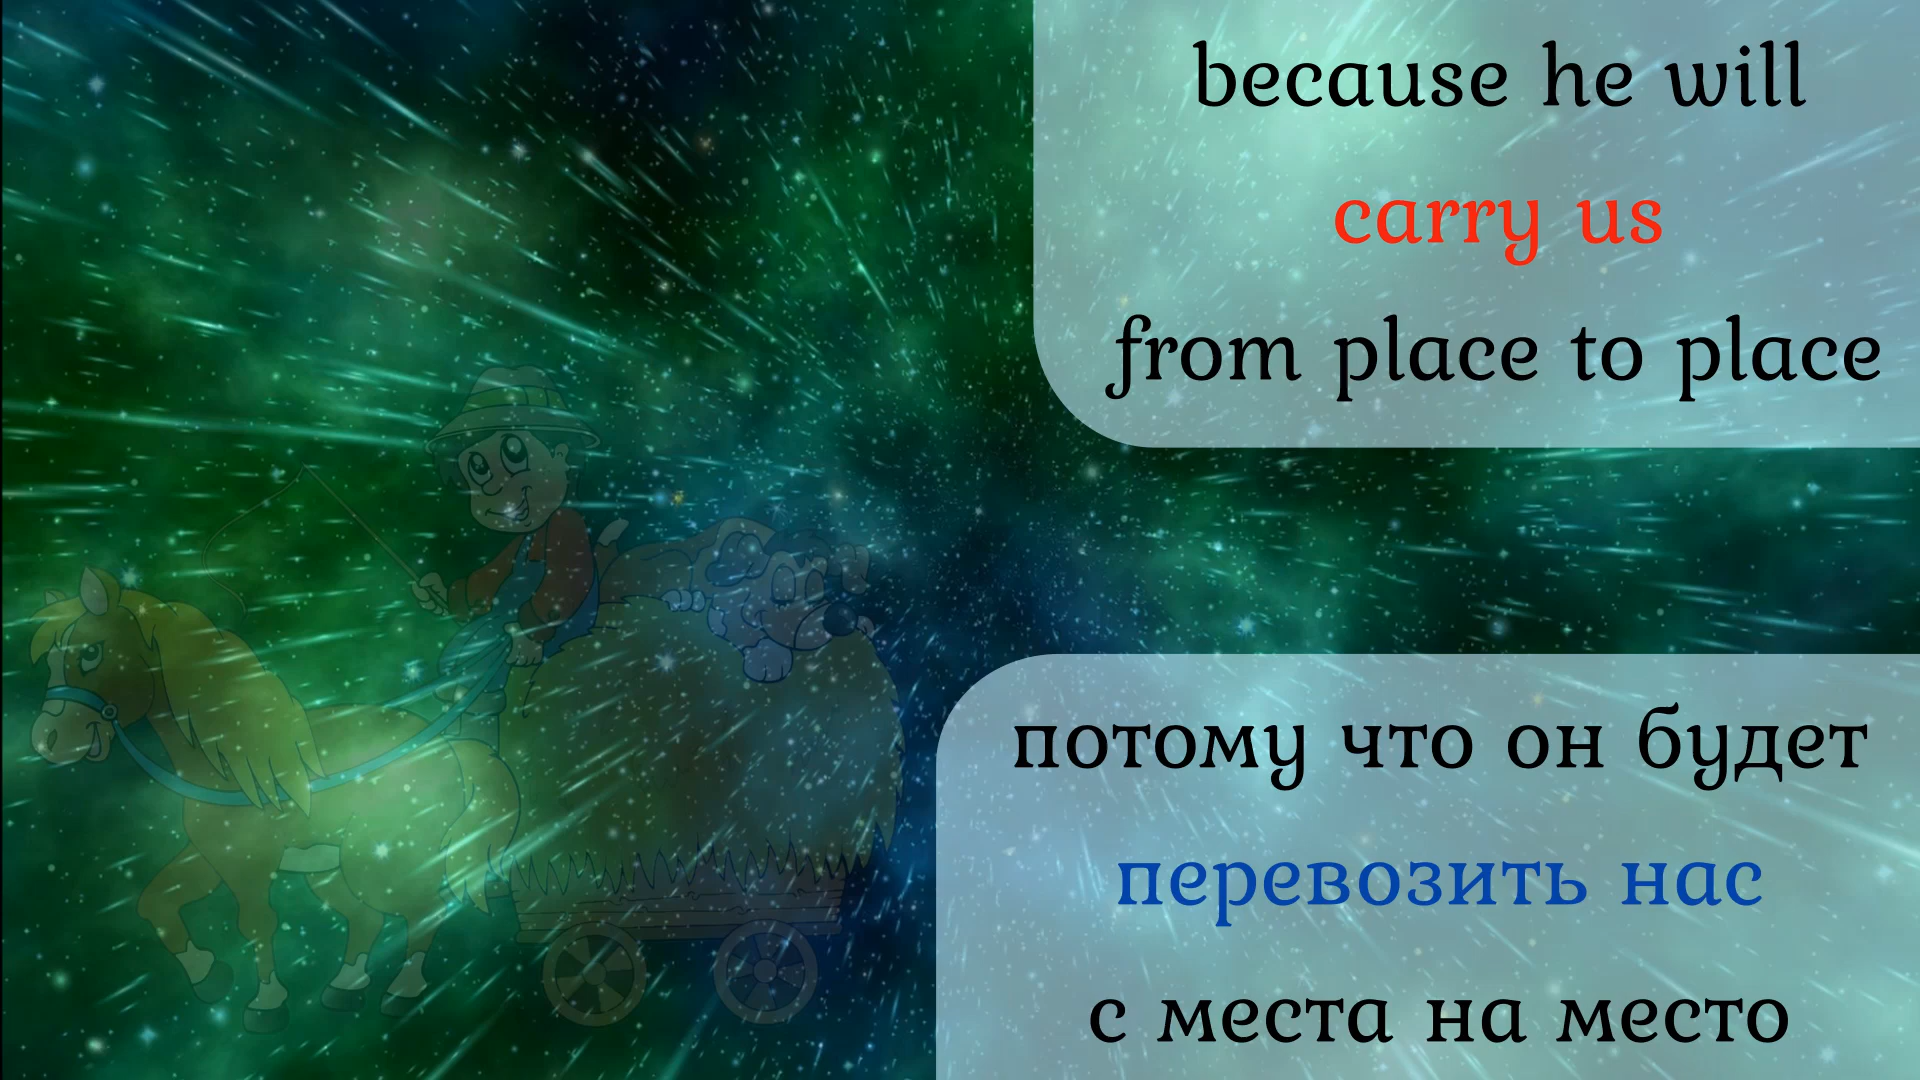 because he will
carry us
from place to place
потому что он будет
перевозить нас
с места на место